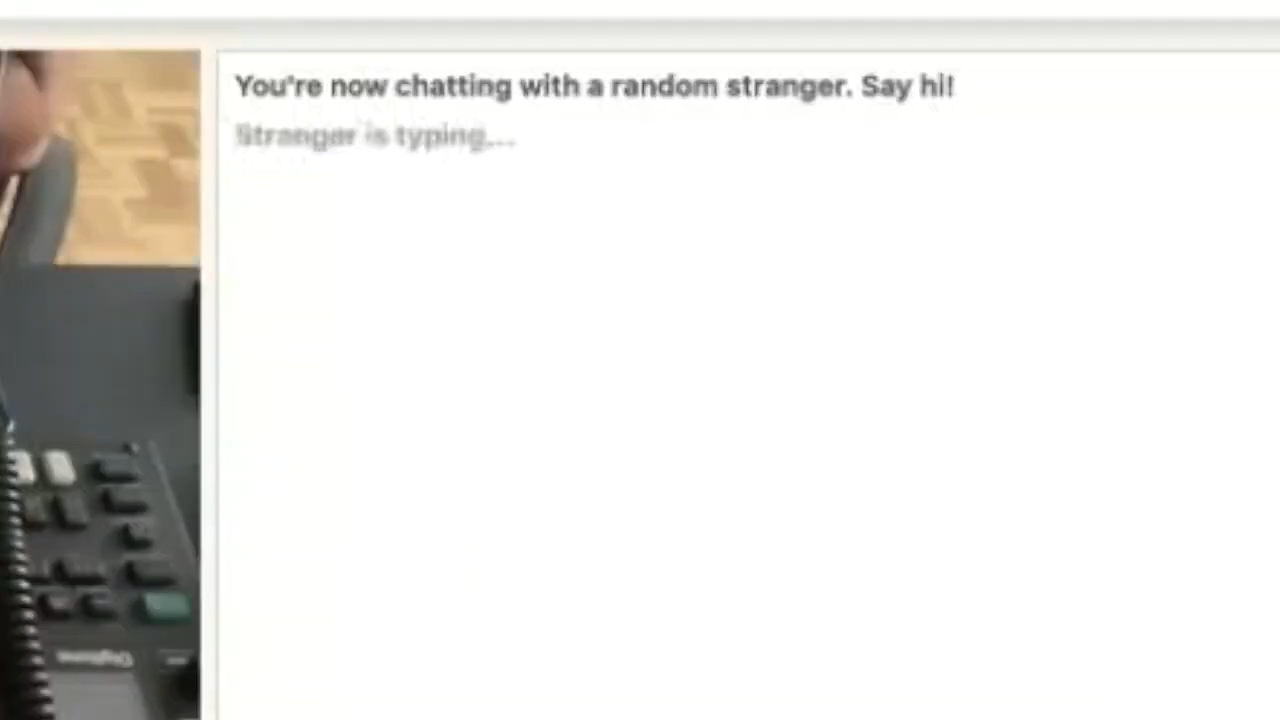 You're now chatting with a random stranger. Say hi!
Stranger is typing...